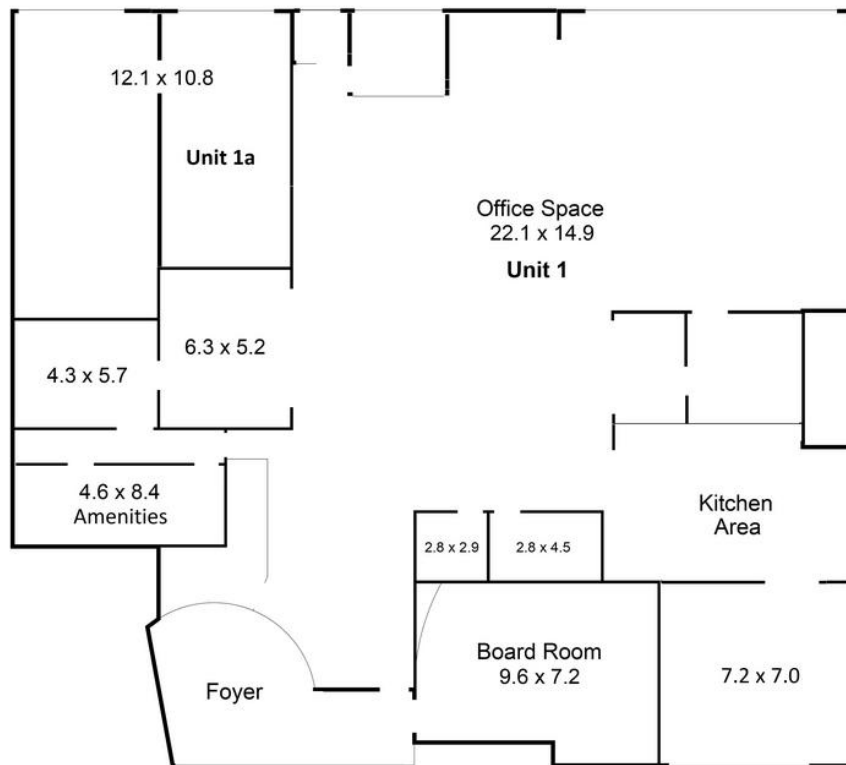 12.1 x 10.8
Unit 1a
Office Space
22.1 x 14.9
Unit 1
6.3 x 5.2
4.3 x 5.7
4.6 x 8.4
Amenities
Kitchen
Area
2.8 x 2.9
2.8 x 4.5
Board Room
9.6 x 7.2
7.2 x 7.0
Foyer